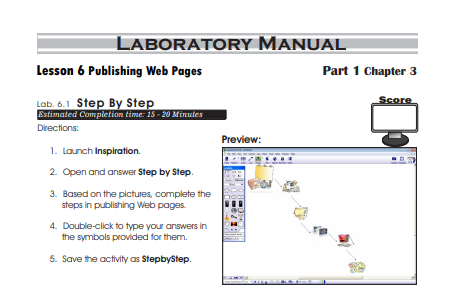 LABORATORY MANUAL
Lesson 6 Publishing Web Pages
Part 1 Chapter 3
Lab. 6.1 Step By Step
Score
Estimated Completion time: 15 - 20 Minutes
Directions:
Preview:
1. Launch Inspiration.
2. Open and answer Step by Step.
3. Based on the pictures, complete the
steps in publishing Web pages.
4. Double-click to type your answers in
the symbols provided for them.
5. Save the activity as StepbyStep.